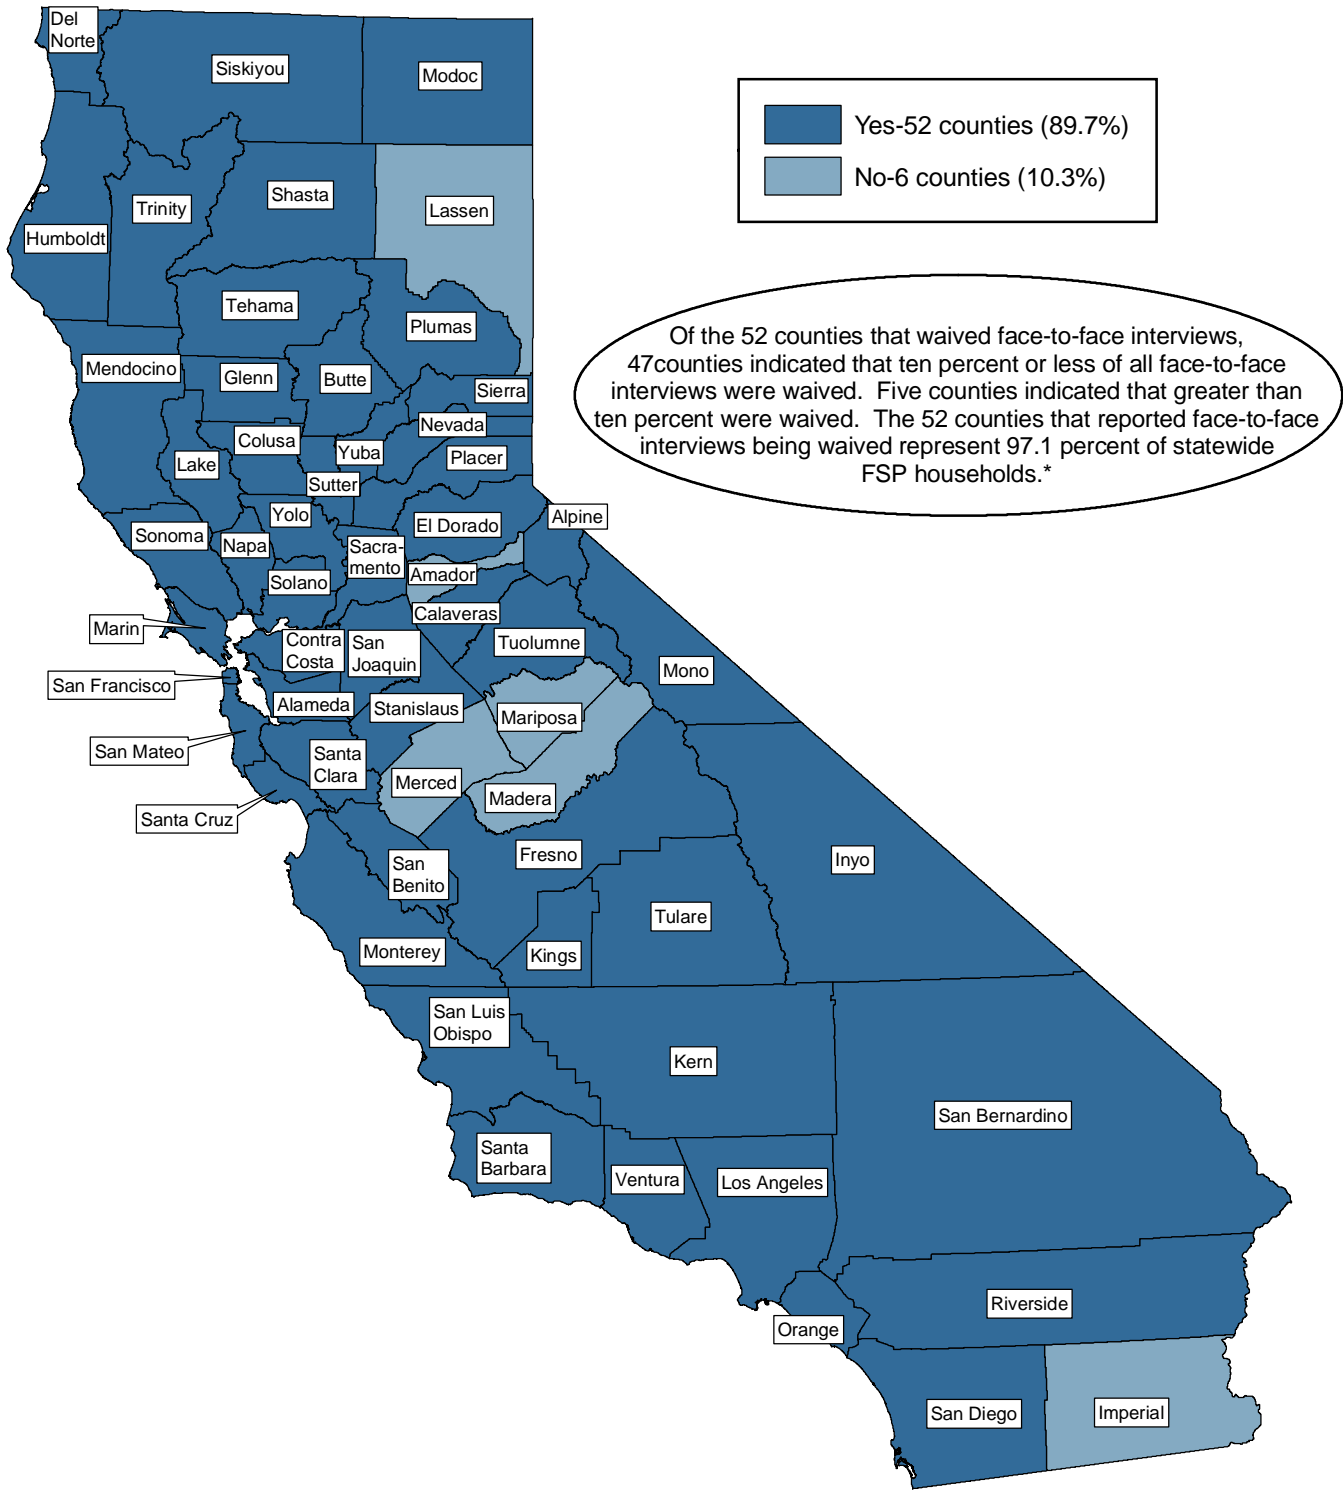 Del
Norte
Siskiyou
Modoc
Yes-52 counties (89.7%)
No-6 counties (10.3%)
Shasta
Trinity
Lassen
Humboldt
Tehama
Plumas
Of the 52 counties that waived face-to-face interviews,
47counties indicated that ten percent or less of all face-to-face
interviews were waived.  Five counties indicated that greater than
ten percent were waived.  The 52 counties that reported face-to-face
interviews being waived represent 97.1 percent of statewide
FSP households.*
Mendocino
Glenn
Butte
Sierra
Nevada
Colusa
Yuba
Placer
Lake
Sutter
Yolo
Alpine
El Dorado
Sonoma
Napa
Sacra-
mento
Amador
Solano
Calaveras
Marin
Contra
Costa
San
Joaquin
Tuolumne
Mono
San Francisco
Alameda
Stanislaus
Mariposa
San Mateo
Santa
Clara
Merced
Madera
Santa Cruz
Fresno
Inyo
San
Benito
Tulare
Monterey
Kings
San Luis
Obispo
Kern
San Bernardino
Santa
Barbara
Ventura
Los Angeles
Riverside
Orange
San Diego
Imperial